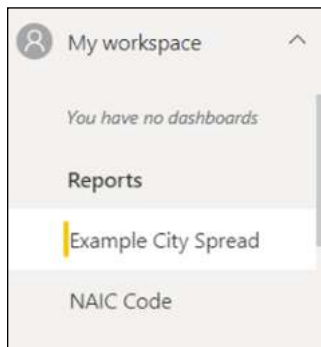 My workspace
You have no dashboards
Reports
Example City Spread
NAIC Code